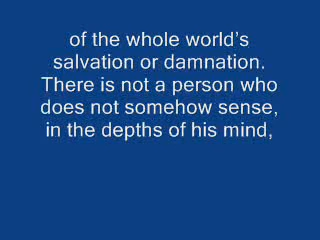 of the whole world’s
salvation or damnation.
There is not a person who
does not somehow sense,
in the depths of his mind,